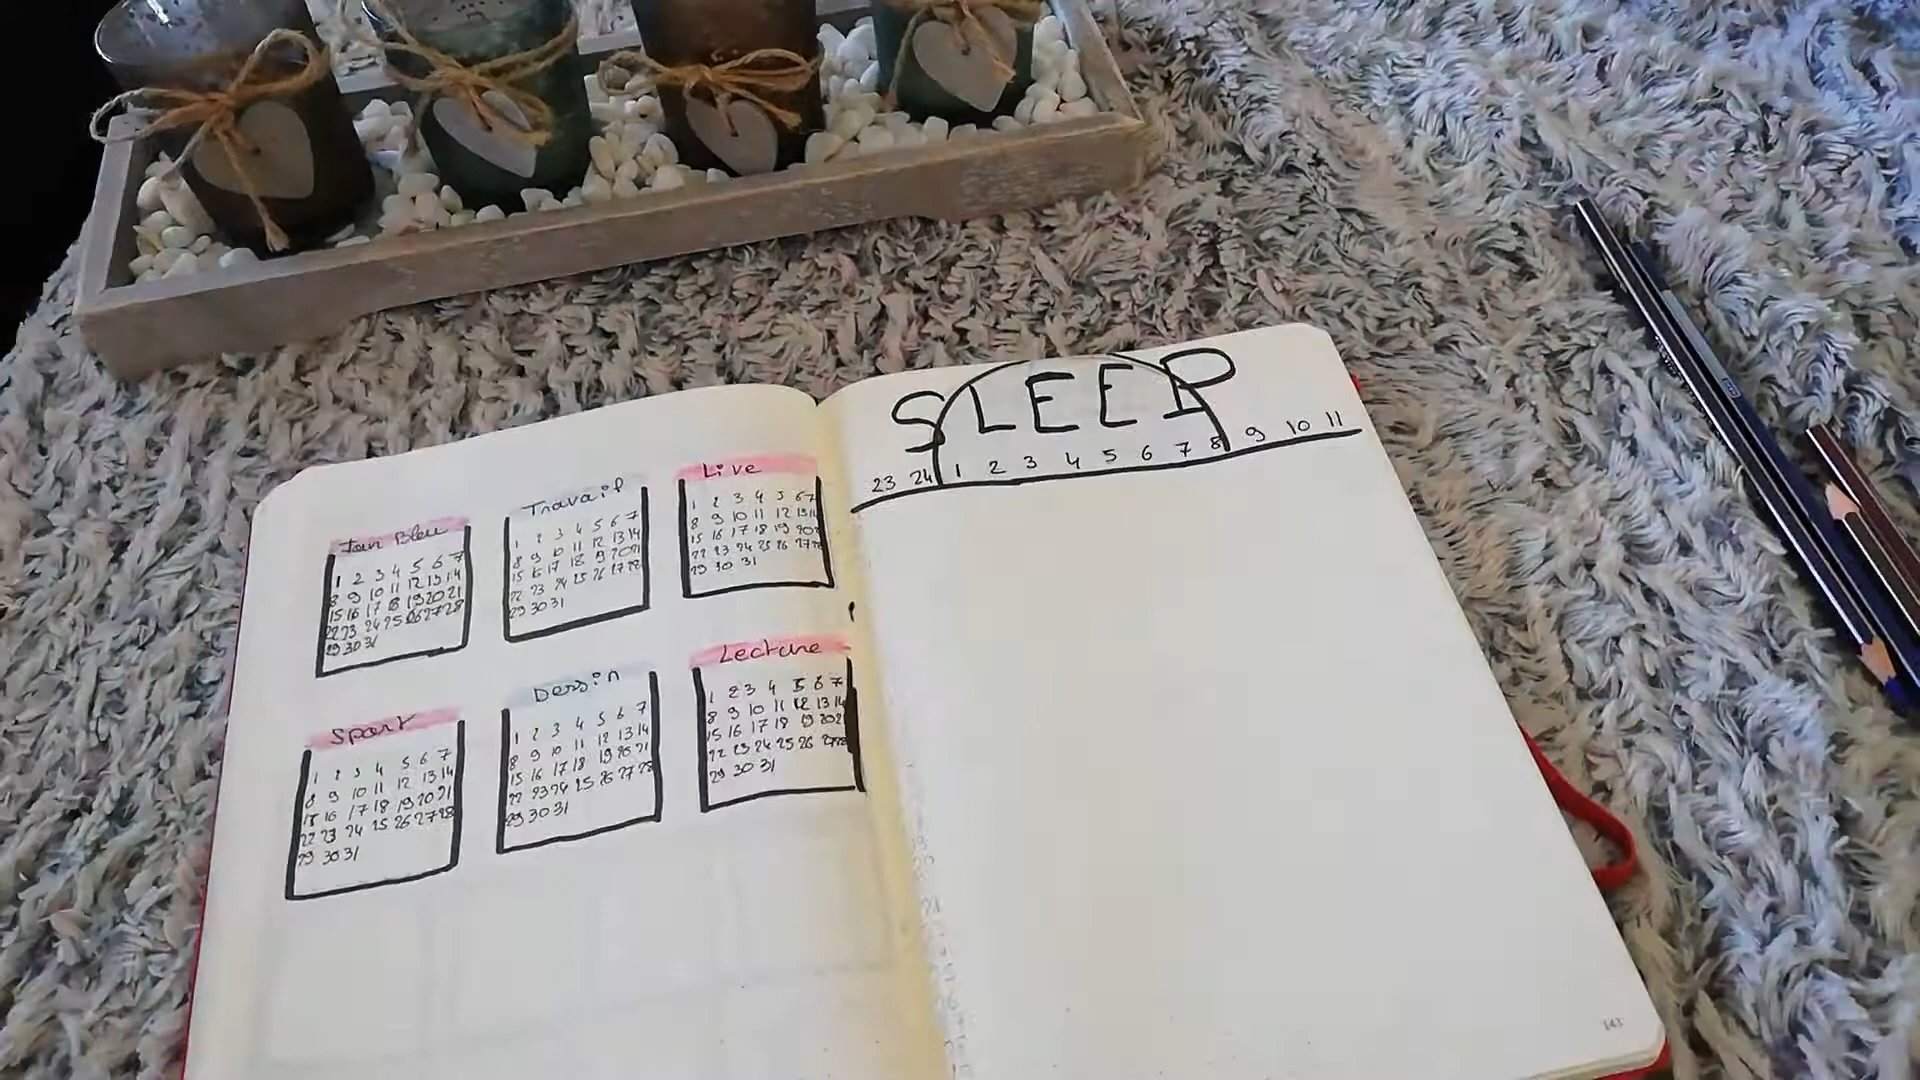 Jour Bleu
1 2 3 4 5 6 7
8 9 10 11 12 13 14
15 16 17 18 19 20 21
22 23 24 25 26 27 28
29 30 31
Travail
1 2 3 4 5 6 7
8 9 10 11 12 13 14
15 16 17 18 19 20 21
22 23 24 25 26 27 28
29 30 31
Live
1 2 3 4 5 6 7
8 9 10 11 12 13 14
15 16 17 18 19 20 21
22 23 24 25 26 27 28
29 30 31
Sport
1 2 3 4 5 6 7
8 9 10 11 12 13 14
15 16 17 18 19 20 21
22 23 24 25 26 27 28
29 30 31
Dessin
1 2 3 4 5 6 7
8 9 10 11 12 13 14
15 16 17 18 19 20 21
22 23 24 25 26 27 28
29 30 31
Lecture
1 2 3 4 5 6 7
8 9 10 11 12 13 14
15 16 17 18 19 20 21
22 23 24 25 26 27 28
29 30 31
SLEEP
23 24 1 2 3 4 5 6 7 8 9 10 11